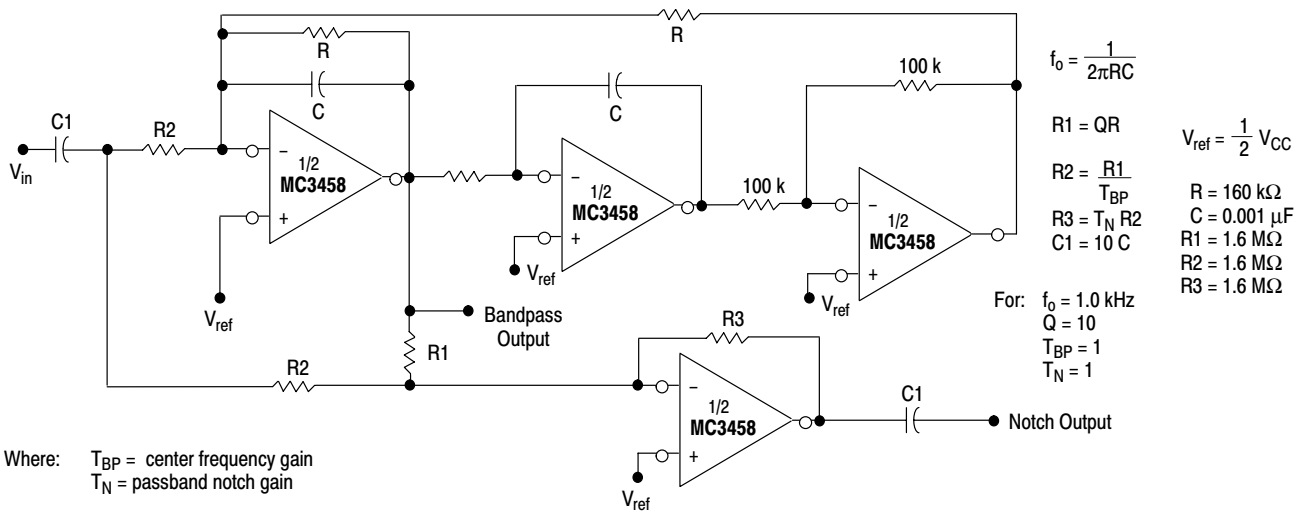 R
R
C
C1
R2
V_in
1/2
MC3458
V_ref
C
1/2
MC3458
V_ref
100 k
100 k
1/2
MC3458
V_ref
Bandpass
Output
R1
R2
R3
1/2
MC3458
V_ref
C1
Notch Output
f_o = 1 / 2πRC
R1 = QR
R2 = R1 / T_BP
R3 = T_N R2
C1 = 10 C
V_ref = 1/2 V_CC
R = 160 kΩ
C = 0.001 μF
R1 = 1.6 MΩ
R2 = 1.6 MΩ
R3 = 1.6 MΩ
For: f_o = 1.0 kHz
Q = 10
T_BP = 1
T_N = 1
Where: T_BP = center frequency gain
T_N = passband notch gain